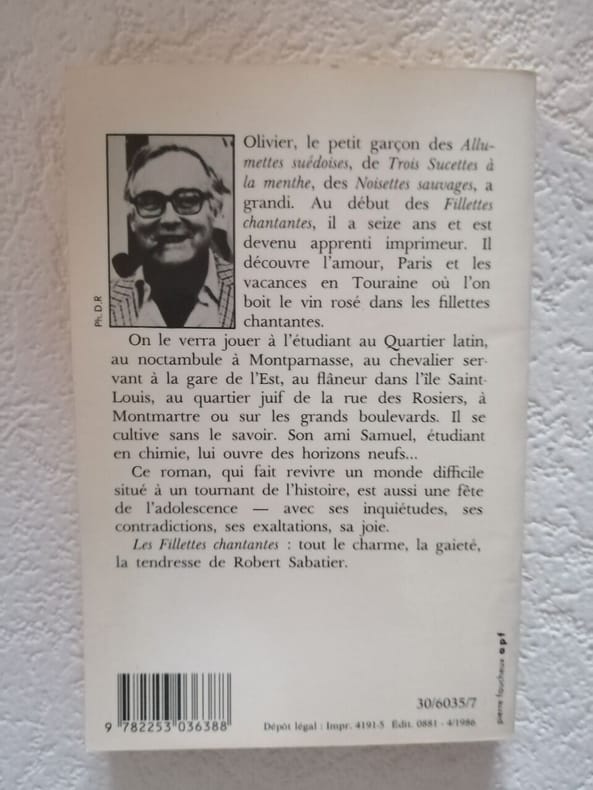 Olivier, le petit garçon des Allu-
mettes suédoises, de Trois Sucettes à
la menthe, des Noisettes sauvages, a
grandi. Au début des Fillettes
chantantes, il a seize ans et est
devenu apprenti imprimeur. Il
découvre l'amour, Paris et les
vacances en Touraine où l'on
boit le vin rosé dans les fillettes
chantantes.
Ph. D.R
On le verra jouer à l'étudiant au Quartier latin,
au noctambule à Montparnasse, au chevalier ser-
vant à la gare de l'Est, au flâneur dans l'île Saint-
Louis, au quartier juif de la rue des Rosiers, à
Montmartre ou sur les grands boulevards. Il se
cultive sans le savoir. Son ami Samuel, étudiant
en chimie, lui ouvre des horizons neufs...
Ce roman, qui fait revivre un monde difficile
situé à un tournant de l'histoire, est aussi une fête
de l'adolescence — avec ses inquiétudes, ses
contradictions, ses exaltations, sa joie.
Les Fillettes chantantes : tout le charme, la gaieté,
la tendresse de Robert Sabatier.
pierre faucheux apf
30/6035/7
9 782253 036388
Dépôt légal : Impr. 4191-5 Édit. 0881 - 4/1986